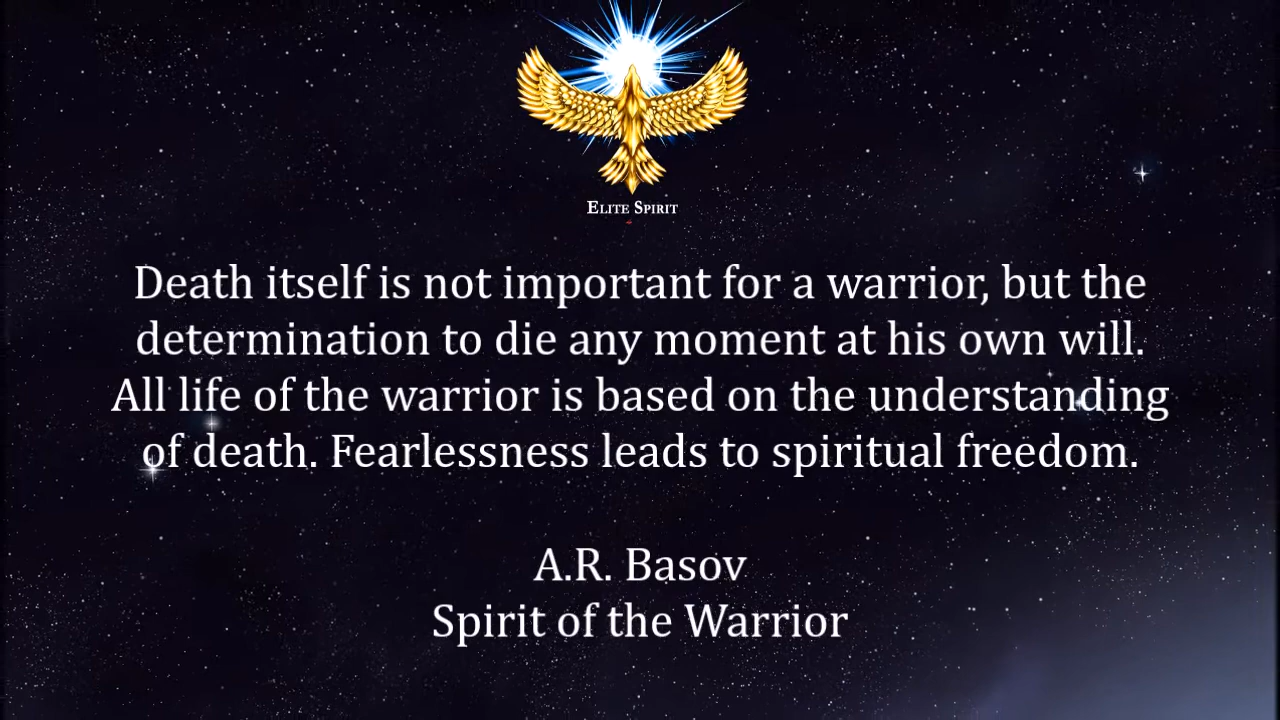 Elite Spirit
Death itself is not important for a warrior, but the
determination to die any moment at his own will.
All life of the warrior is based on the understanding
of death. Fearlessness leads to spiritual freedom.
A.R. Basov
Spirit of the Warrior